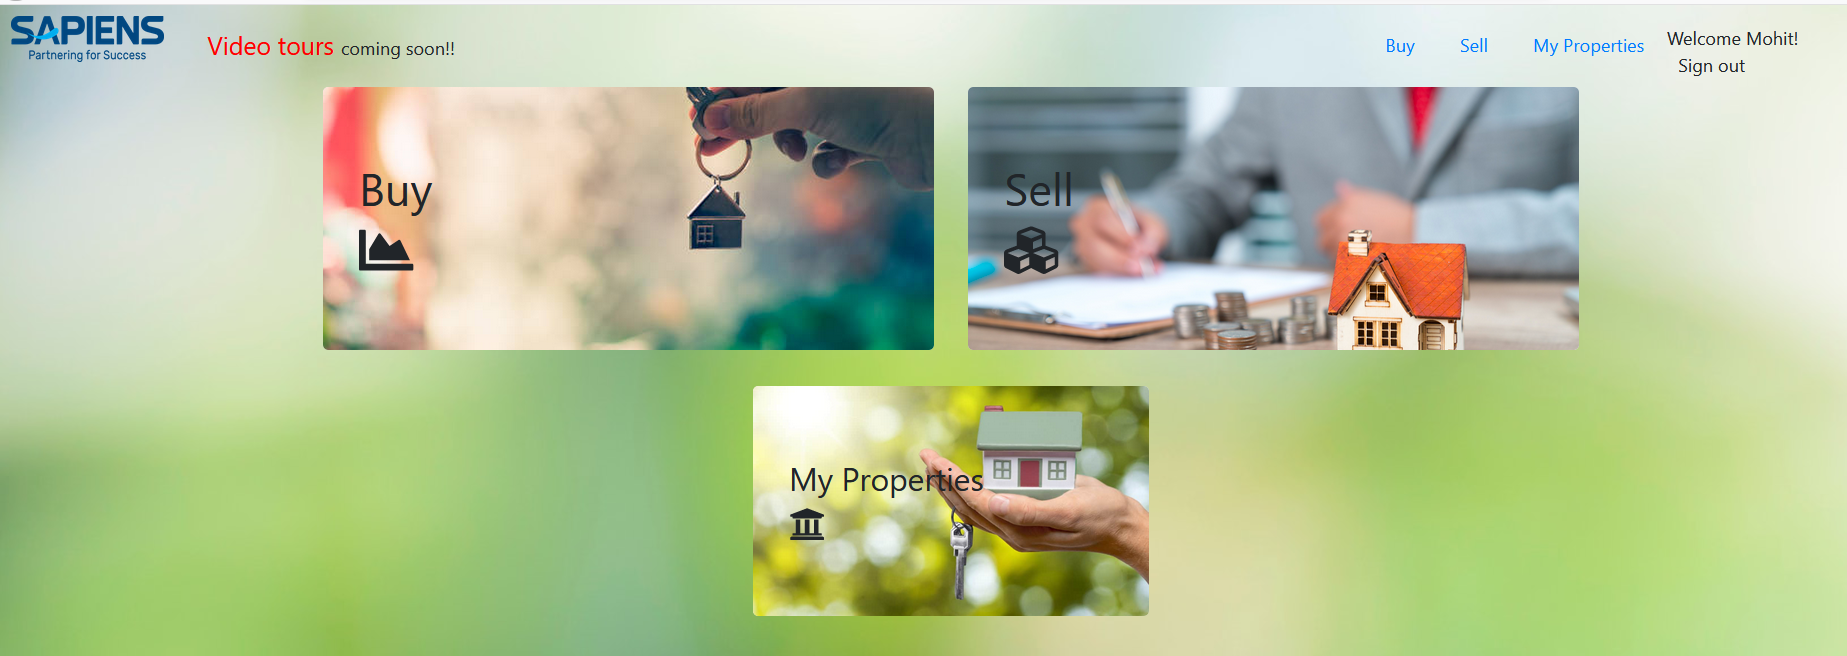 SAPIENS
Partnering for Success
Video tours coming soon!!
Buy
Sell
My Properties
Welcome Mohit!
Sign out
Buy
Sell
My Properties